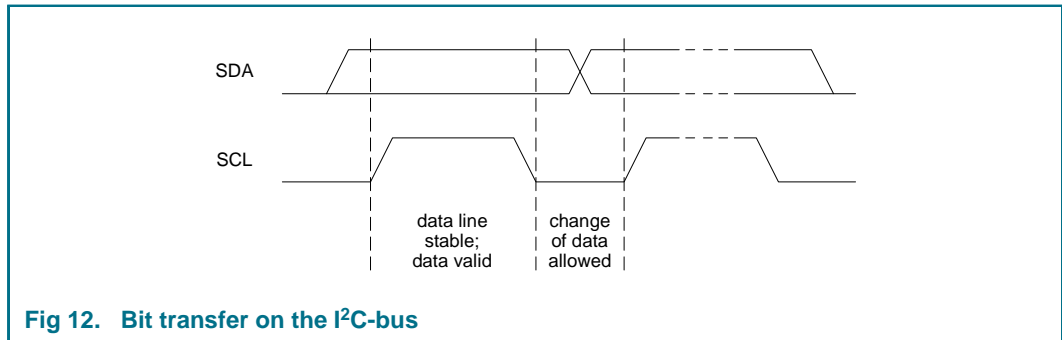 SDA
SCL
data line
stable;
data valid
change
of data
allowed
Fig 12. Bit transfer on the I²C-bus